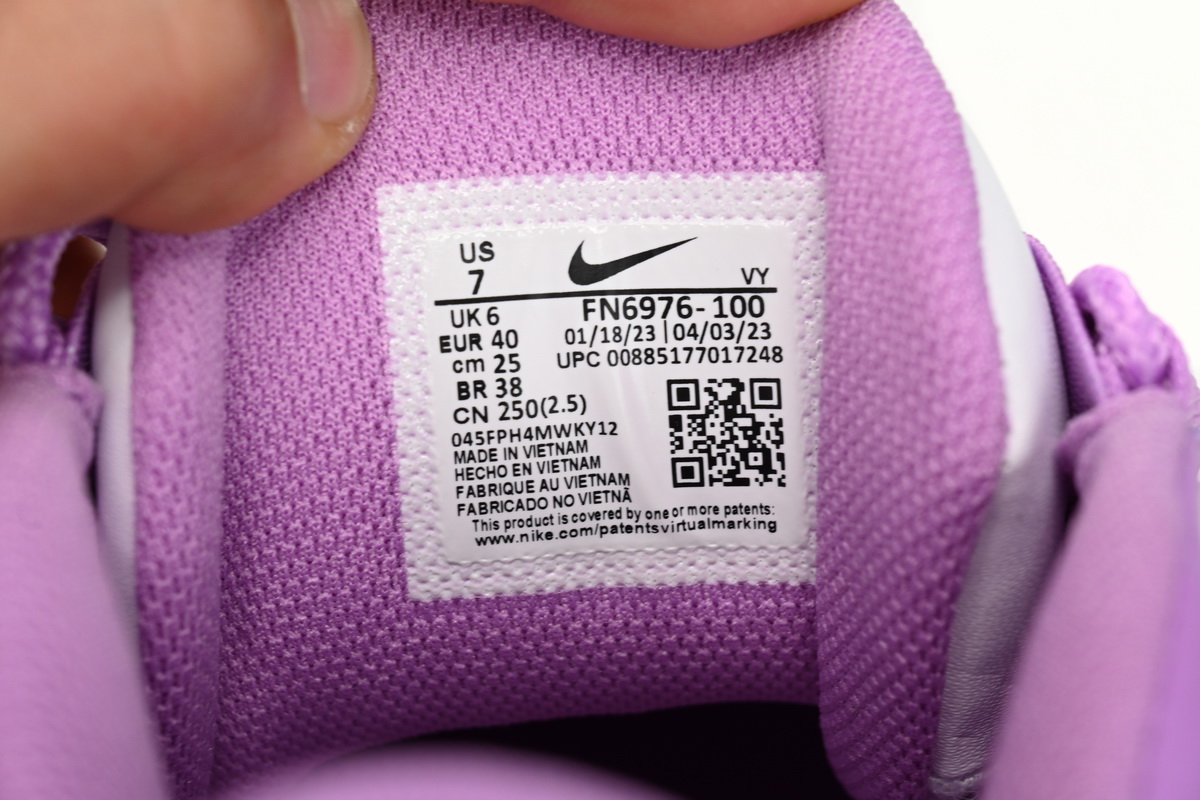 US
7
VY
UK 6
FN6976-100
EUR 40
01/18/23 | 04/03/23
cm 25
UPC 00885177017248
BR 38
CN 250(2.5)
045FPH4MWKY12
MADE IN VIETNAM
HECHO EN VIETNAM
FABRIQUE AU VIETNAM
FABRICADO NO VIETNÃ
This product is covered by one or more patents:
www.nike.com/patentsvirtualmarking